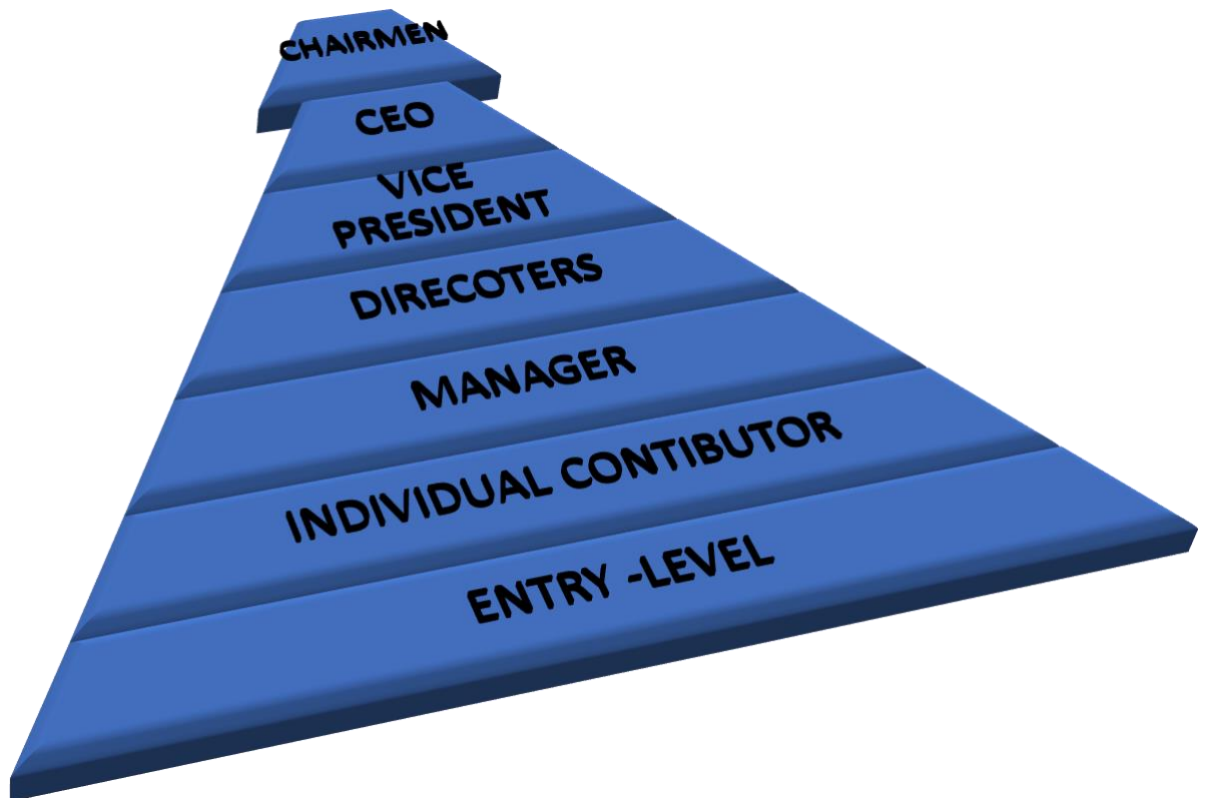 CHAIRMEN
CEO
VICE
PRESIDENT
DIRECOTERS
MANAGER
INDIVIDUAL CONTIBUTOR
ENTRY -LEVEL